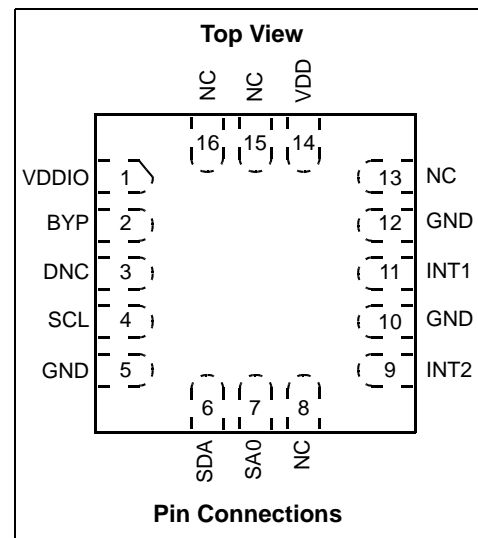 Top View
NC NC VDD
16 15 14
VDDIO 1 13 NC
BYP 2 12 GND
DNC 3 11 INT1
SCL 4 10 GND
GND 5 9 INT2
6 7 8
SDA SA0 NC
Pin Connections